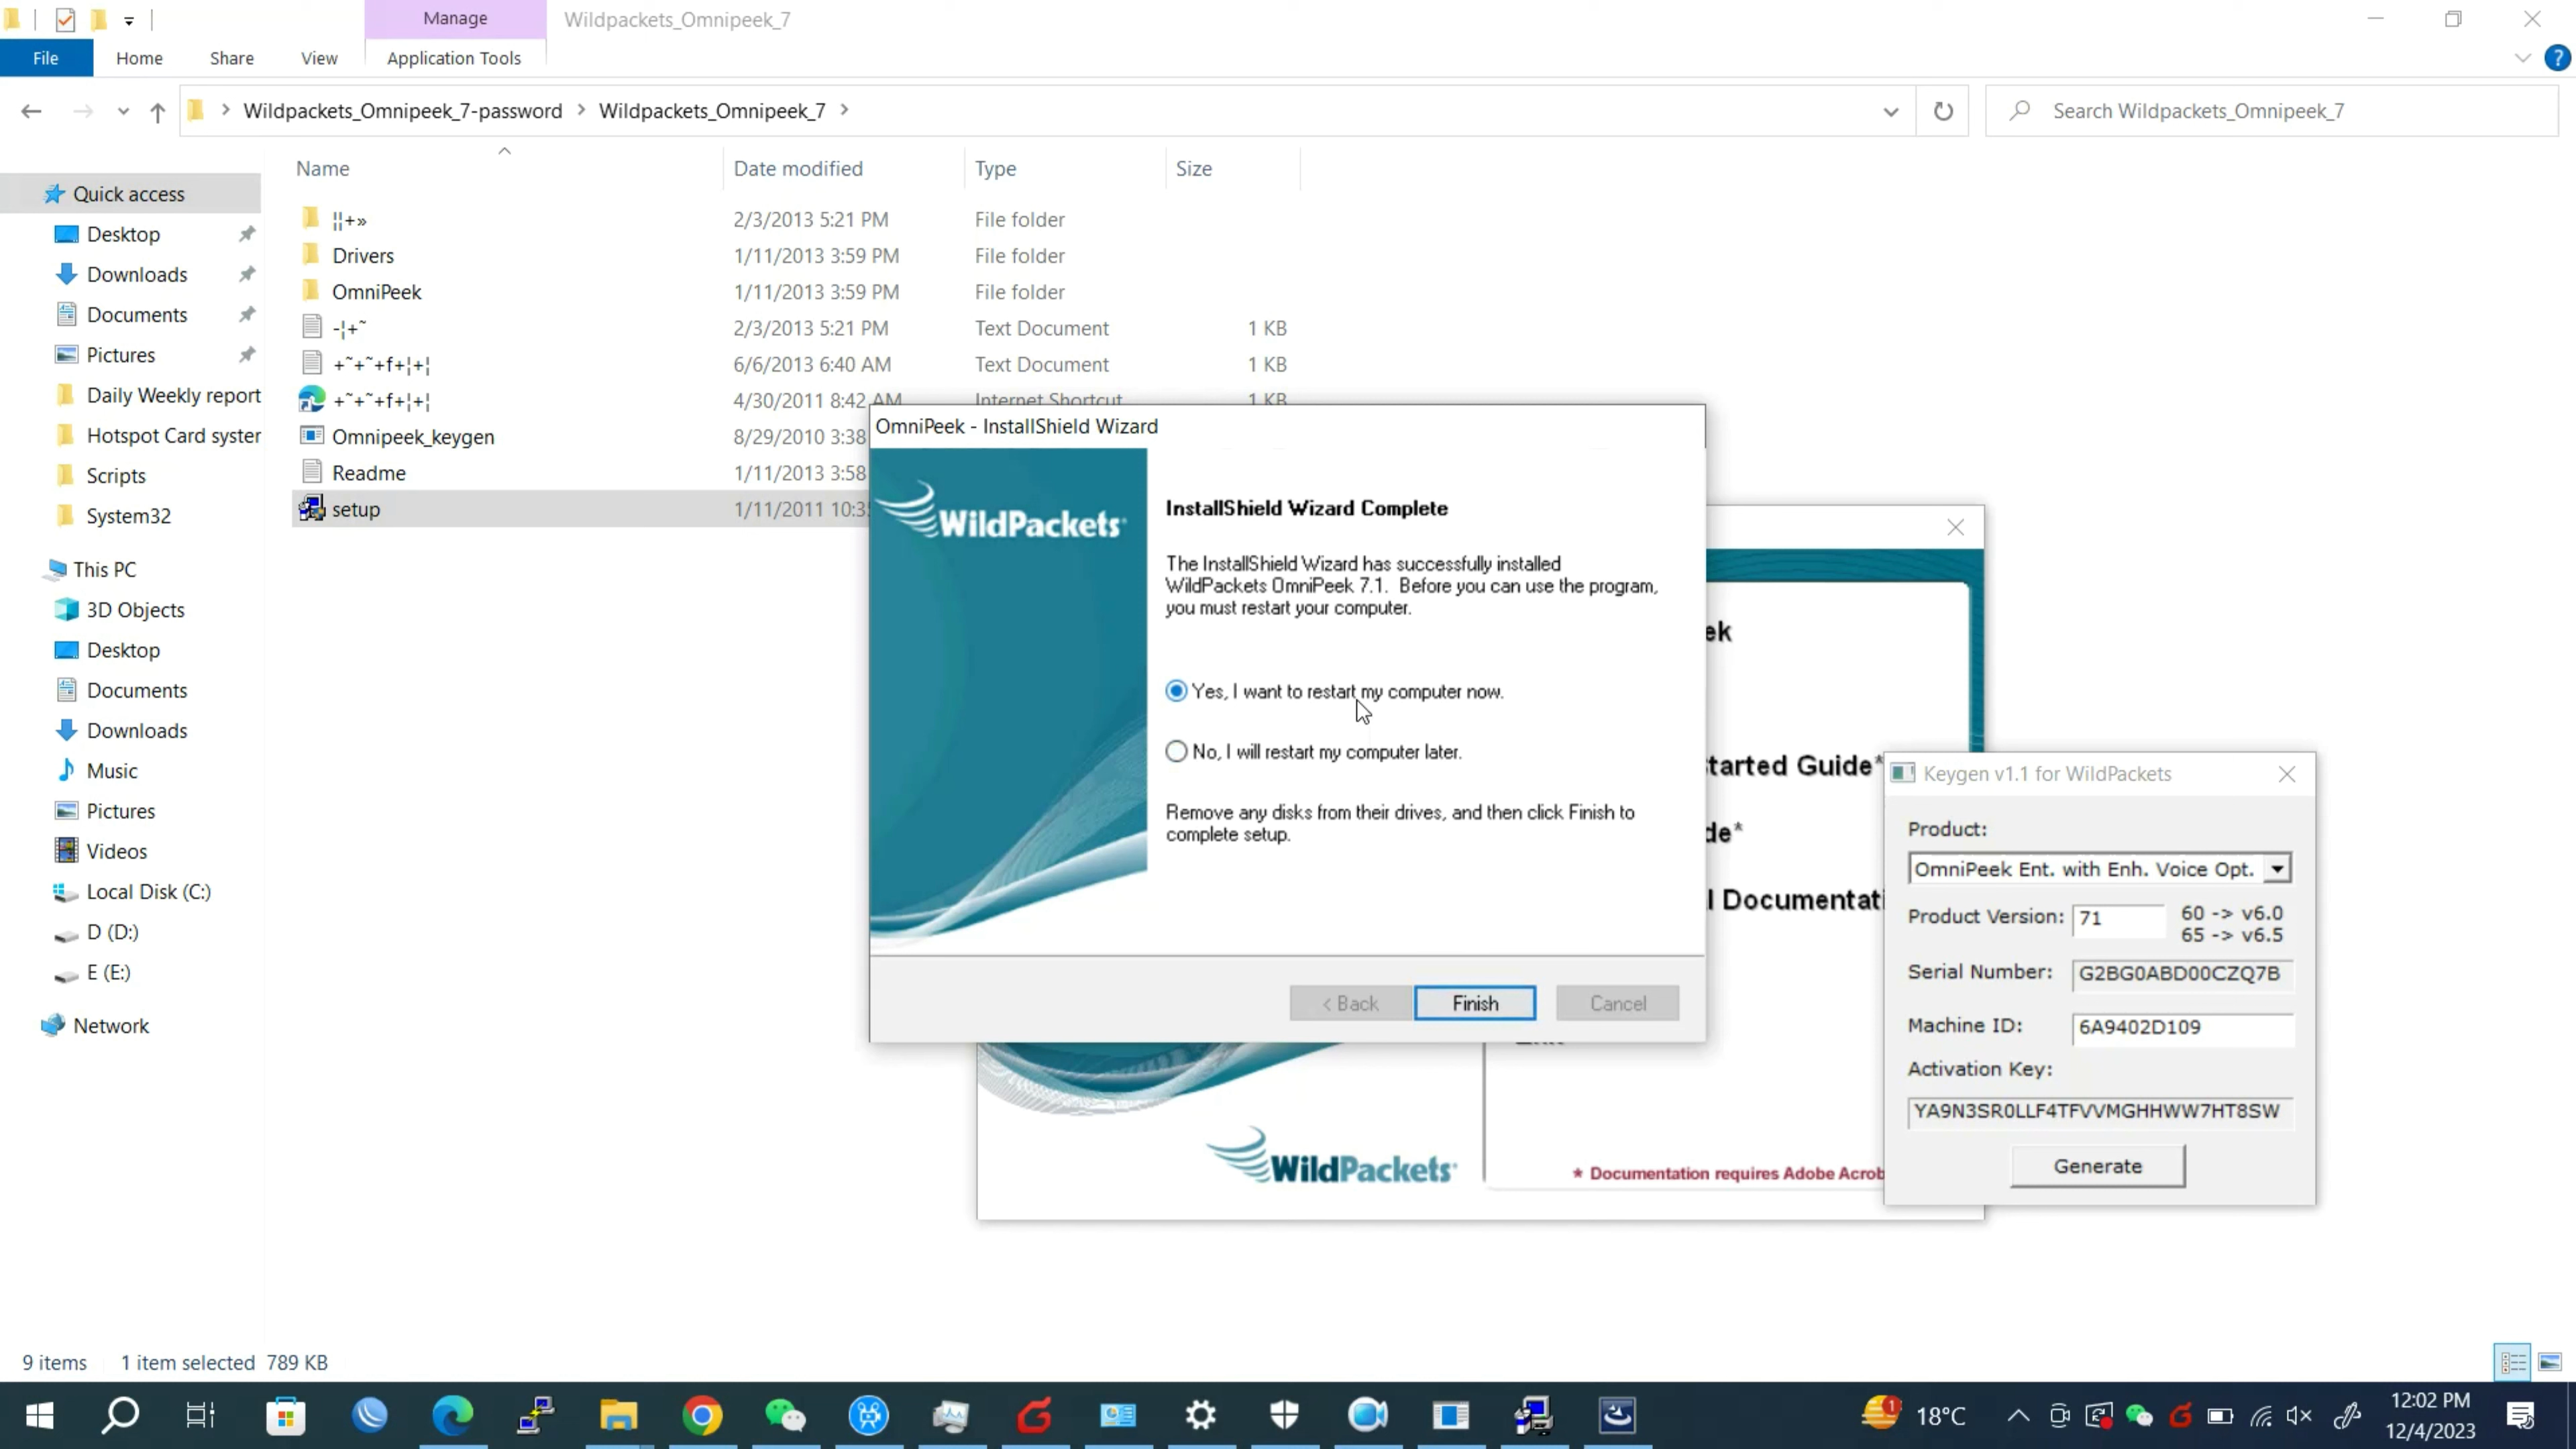 Manage
Wildpackets_Omnipeek_7
File
Home
Share
View
Application Tools
Wildpackets_Omnipeek_7-password
Wildpackets_Omnipeek_7
Search Wildpackets_Omnipeek_7
Name
Date modified
Type
Size
Quick access
Desktop
Downloads
Documents
Pictures
Daily Weekly report
Hotspot Card syster
Scripts
System32
This PC
3D Objects
Desktop
Documents
Downloads
Music
Pictures
Videos
Local Disk (C:)
D (D:)
E (E:)
Network
¦¦+» 2/3/2013 5:21 PM File folder
Drivers 1/11/2013 3:59 PM File folder
OmniPeek 1/11/2013 3:59 PM File folder
-¦+˜ 2/3/2013 5:21 PM Text Document 1 KB
+˜+˜+f+¦+¦ 6/6/2013 6:40 AM Text Document 1 KB
+˜+˜+f+¦+¦ 4/30/2011 8:42 AM Internet Shortcut 1 KB
Omnipeek_keygen 8/29/2010 3:38
Readme 1/11/2013 3:58
setup 1/11/2011 10:3
OmniPeek - InstallShield Wizard
WildPackets
InstallShield Wizard Complete
The InstallShield Wizard has successfully installed
WildPackets OmniPeek 7.1. Before you can use the program,
you must restart your computer.
Yes, I want to restart my computer now.
No, I will restart my computer later.
Remove any disks from their drives, and then click Finish to
complete setup.
< Back
Finish
Cancel
ek
tarted Guide*
de*
l Documentati
WildPackets
* Documentation requires Adobe Acrob
Keygen v1.1 for WildPackets
Product:
OmniPeek Ent. with Enh. Voice Opt.
Product Version: 71 60 -> v6.0
65 -> v6.5
Serial Number: G2BG0ABD00CZQ7B
Machine ID: 6A9402D109
Activation Key:
YA9N3SR0LLF4TFVVMGHHWW7HT8SW
Generate
9 items
1 item selected 789 KB
1
18°C
12:02 PM
12/4/2023